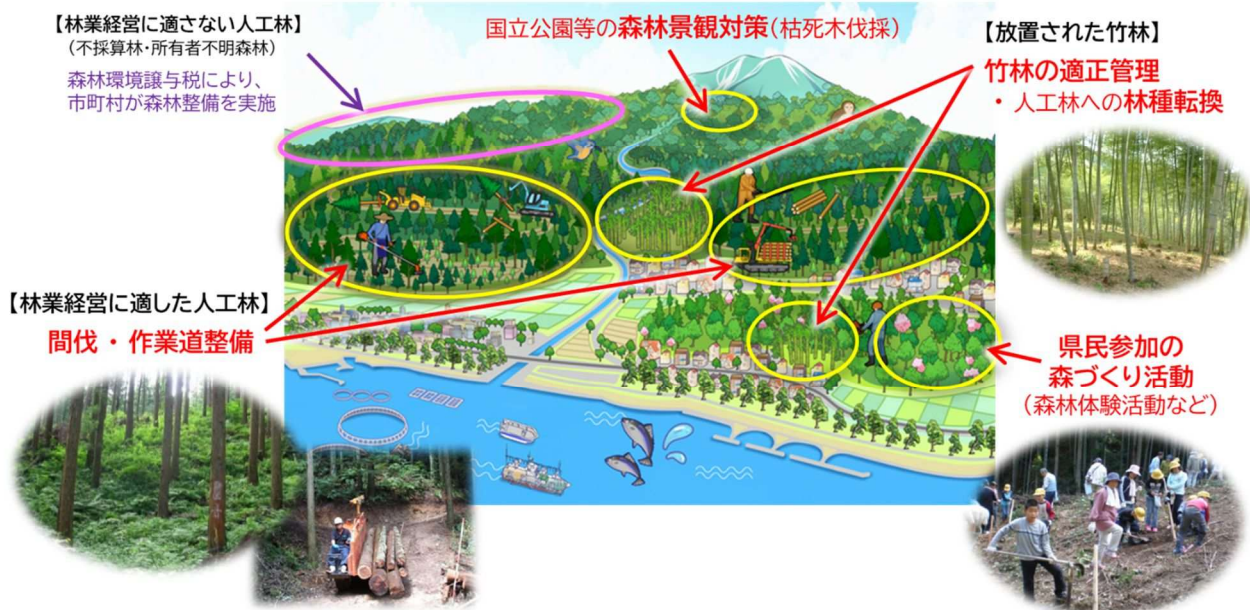 【林業経営に適さない人工林】
（不採算林・所有者不明森林）
森林環境譲与税により、
市町村が森林整備を実施
国立公園等の森林景観対策（枯死木伐採）
【放置された竹林】
竹林の適正管理
・人工林への林種転換
【林業経営に適した人工林】
間伐・作業道整備
県民参加の
森づくり活動
（森林体験活動など）